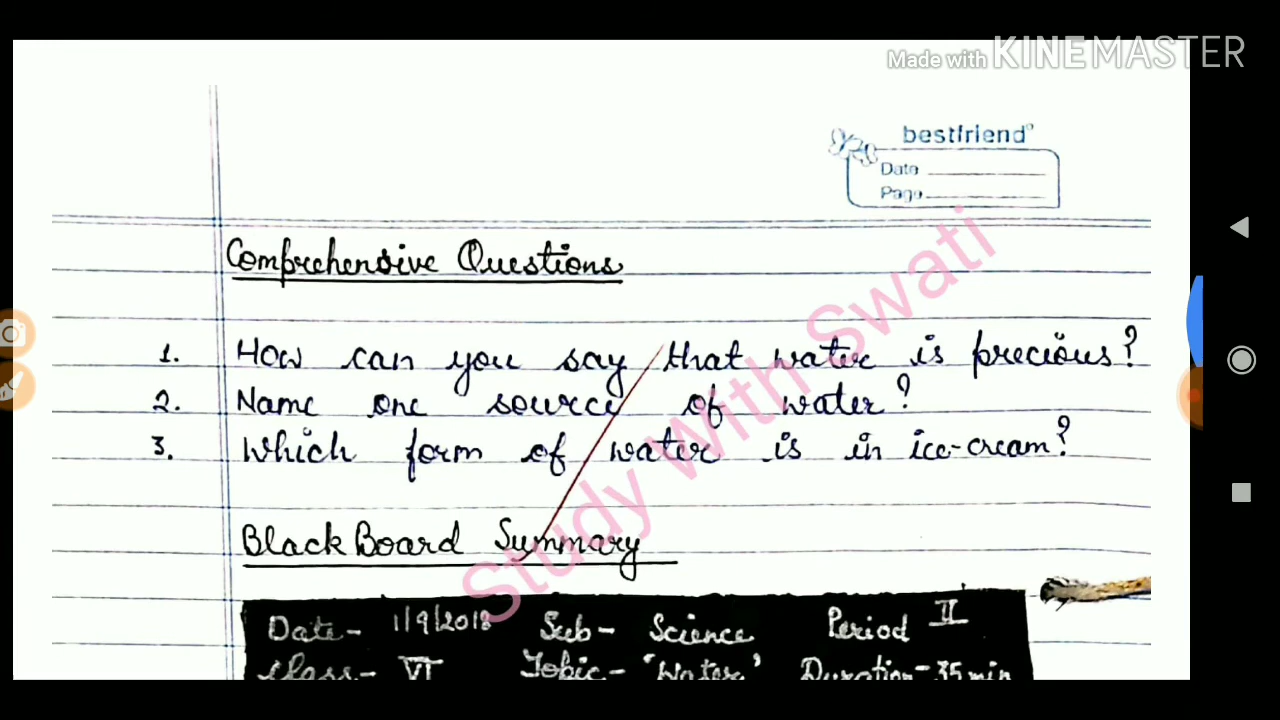 Made with KINEMASTER
bestfriend
Date
Page
Comprehensive Questions
1. How can you say that water is precious?
2. Name one source of water?
3. Which form of water is in ice-cream?
Study With Swati
BlackBoard Summary
Date- 1/9/2018 Sub- Science Period II
Class- VI Topic- 'Water' Duration- 35 min